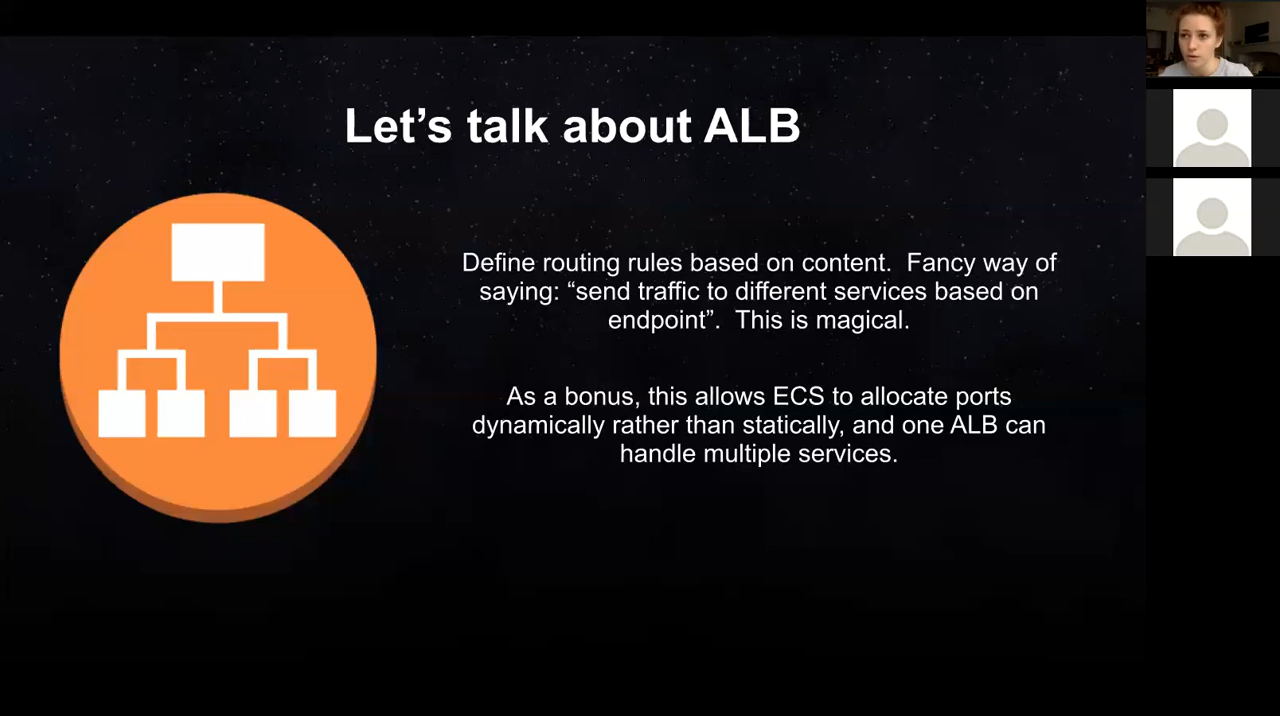 Let’s talk about ALB
Define routing rules based on content.  Fancy way of
saying: “send traffic to different services based on
endpoint”.  This is magical.
As a bonus, this allows ECS to allocate ports
dynamically rather than statically, and one ALB can
handle multiple services.